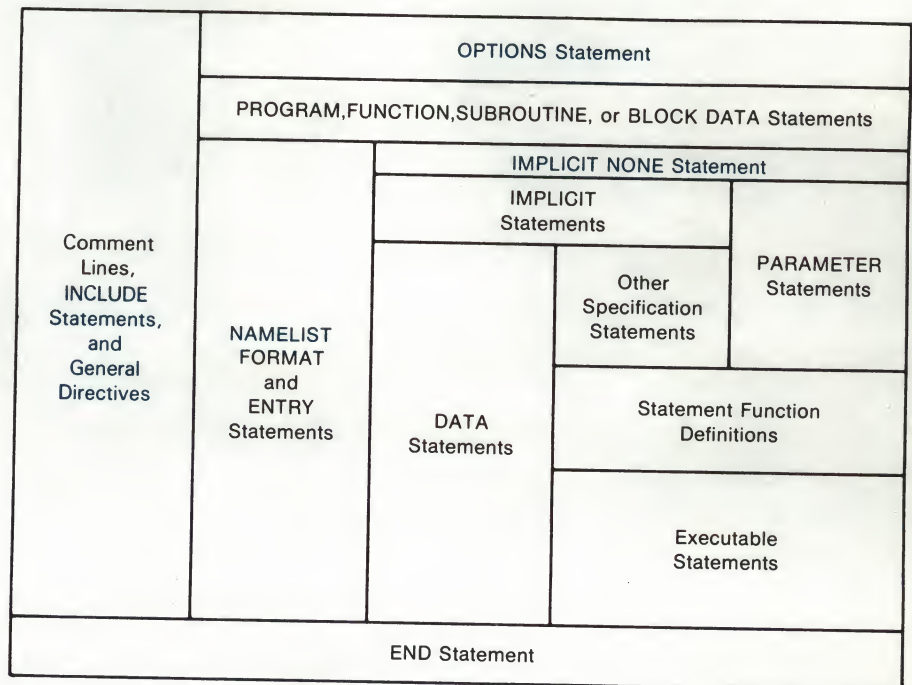 OPTIONS Statement
PROGRAM,FUNCTION,SUBROUTINE, or BLOCK DATA Statements
IMPLICIT NONE Statement
IMPLICIT
Statements
Comment
Lines,
INCLUDE
Statements,
and
General
Directives
NAMELIST
FORMAT
and
ENTRY
Statements
DATA
Statements
Other
Specification
Statements
PARAMETER
Statements
Statement Function
Definitions
Executable
Statements
END Statement